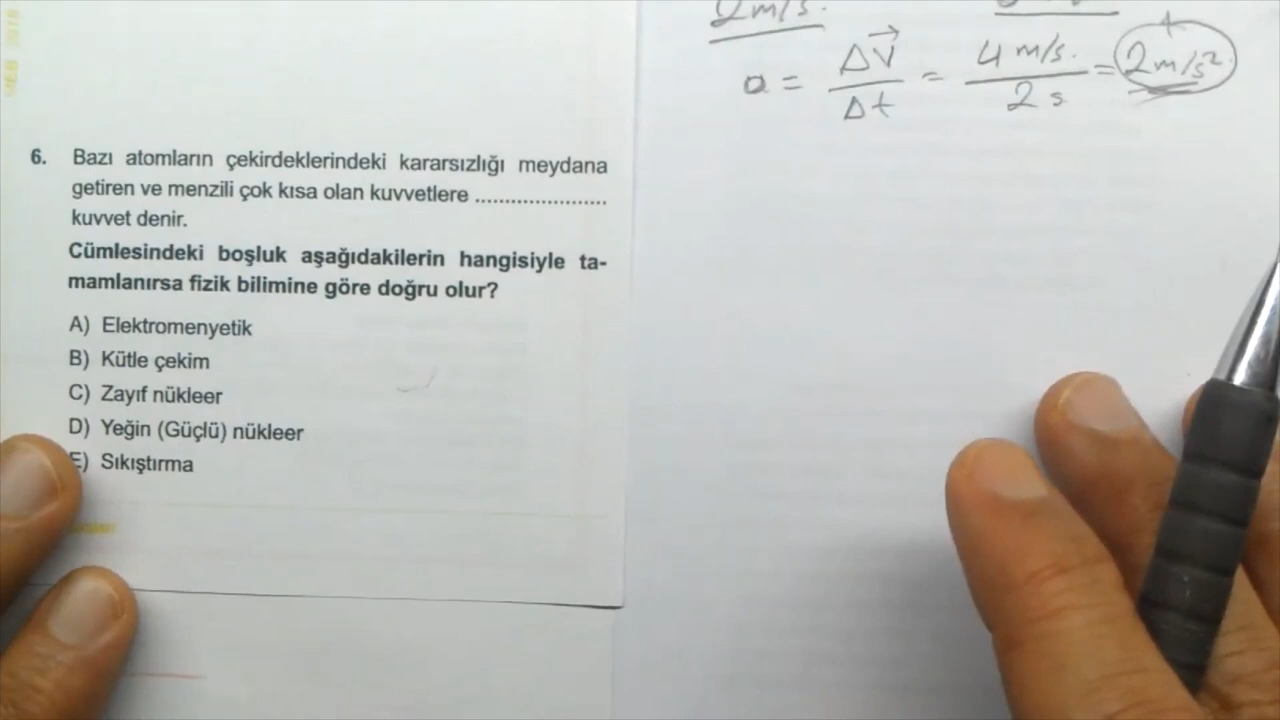 6. Bazı atomların çekirdeklerindeki kararsızlığı meydana
getiren ve menzili çok kısa olan kuvvetlere ......................
kuvvet denir.
Cümlesindeki boşluk aşağıdakilerin hangisiyle ta-
mamlanırsa fizik bilimine göre doğru olur?
A) Elektromenyetik
B) Kütle çekim
C) Zayıf nükleer
D) Yeğin (Güçlü) nükleer
E) Sıkıştırma
a = ΔV/Δt = 4 m/s. / 2 s = 2 m/s²